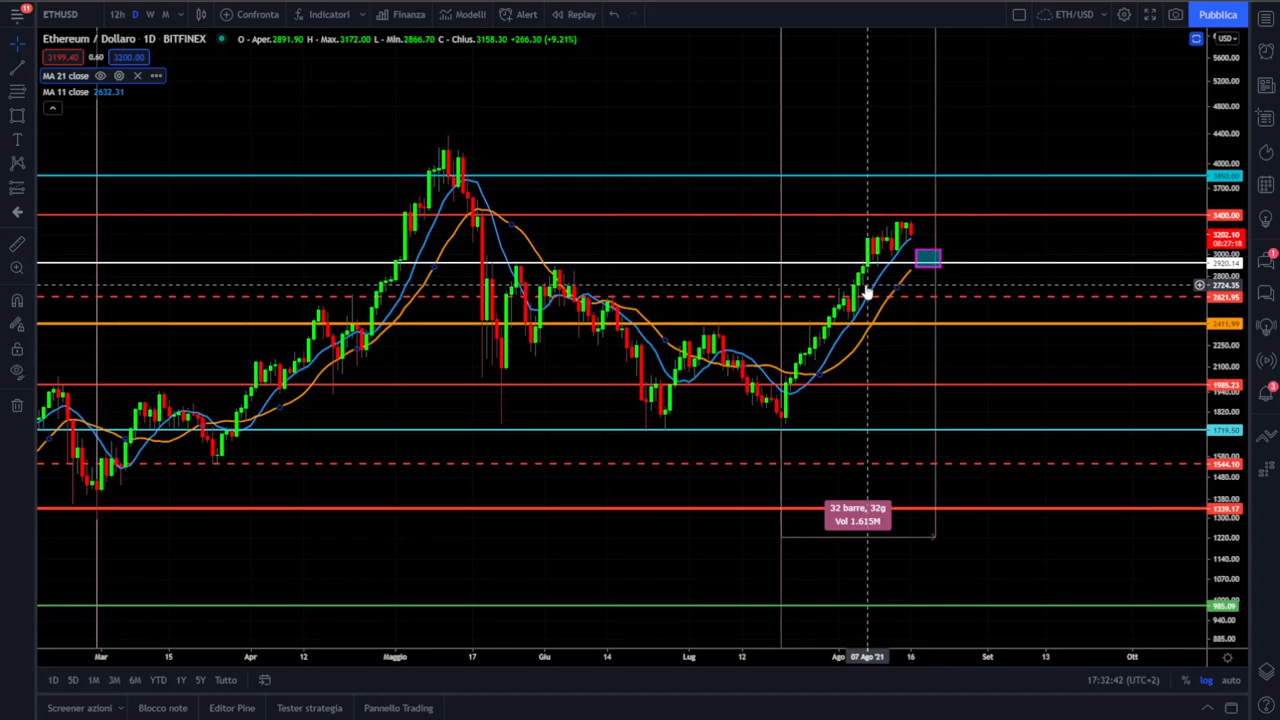 11
ETHUSD
12h D W M
Confronta
Indicatori
Finanza
Modelli
Alert
Replay
ETH/USD
Pubblica
Ethereum / Dollaro · 1D · BITFINEX
O - Aper.2891.90 H - Max.3172.00 L - Min.2866.70 C - Chius.3158.30 +266.30 (+9.21%)
USD
3199.40 0.60 3200.00
MA 21 close
MA 11 close 2632.31
5600.00
5200.00
4800.00
4400.00
4000.00
3850.00
3700.00
3400.00
3202.10
08:27:18
3000.00
2920.14
2800.00
2724.35
2621.95
2411.99
2250.00
2100.00
1985.23
1940.00
1820.00
1719.50
1580.00
1544.10
1480.00
1380.00
1339.17
1300.00
1220.00
1140.00
1070.00
1000.00
985.09
940.00
885.00
32 barre, 32g
Vol 1.615M
Mar 15 Apr 12 Maggio 17 Giu 14 Lug 12 Ago 07 Ago '21 16 Set 13 Ott
1D 5D 1M 3M 6M YTD 1Y 5Y Tutto
17:32:42 (UTC+2) % log auto
Screener azioni
Blocco note
Editor Pine
Tester strategia
Pannello Trading
1
3